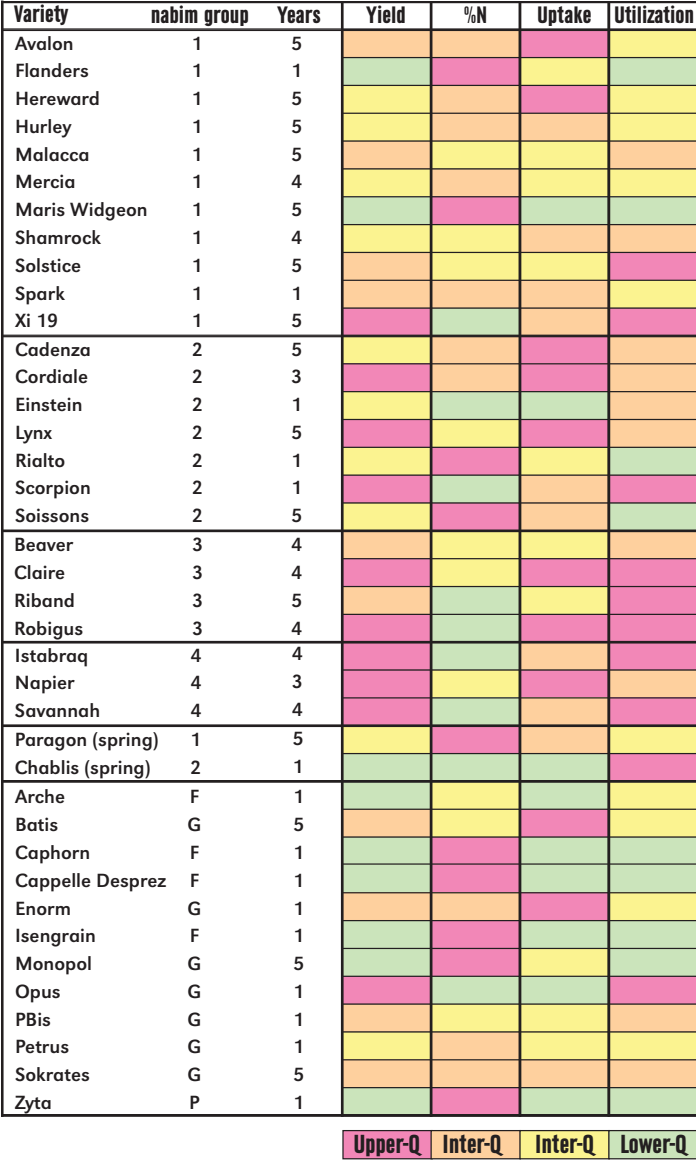 Variety nabim group Years Yield %N Uptake Utilization
Avalon 1 5
Flanders 1 1
Hereward 1 5
Hurley 1 5
Malacca 1 5
Mercia 1 4
Maris Widgeon 1 5
Shamrock 1 4
Solstice 1 5
Spark 1 1
Xi 19 1 5
Cadenza 2 5
Cordiale 2 3
Einstein 2 1
Lynx 2 5
Rialto 2 1
Scorpion 2 1
Soissons 2 5
Beaver 3 4
Claire 3 4
Riband 3 5
Robigus 3 4
Istabraq 4 4
Napier 4 3
Savannah 4 4
Paragon (spring) 1 5
Chablis (spring) 2 1
Arche F 1
Batis G 5
Caphorn F 1
Cappelle Desprez F 1
Enorm G 1
Isengrain F 1
Monopol G 5
Opus G 1
PBis G 1
Petrus G 1
Sokrates G 5
Zyta P 1
Upper-Q Inter-Q Inter-Q Lower-Q